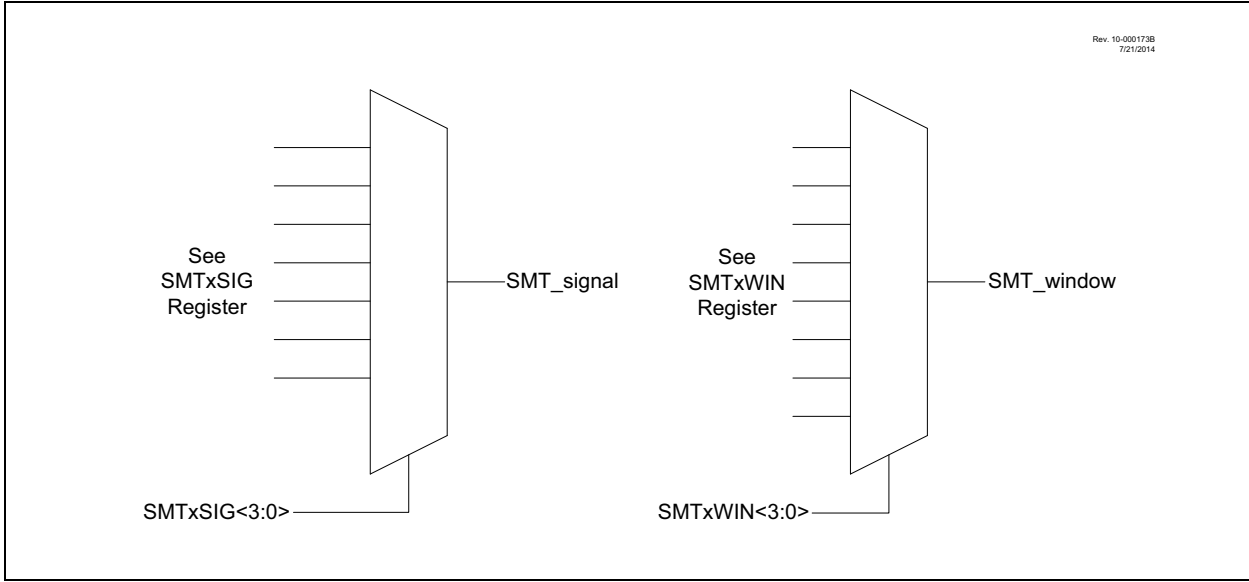 Rev. 10-000173B
7/21/2014
See
SMTxSIG
Register
SMT_signal
SMTxSIG<3:0>
See
SMTxWIN
Register
SMT_window
SMTxWIN<3:0>